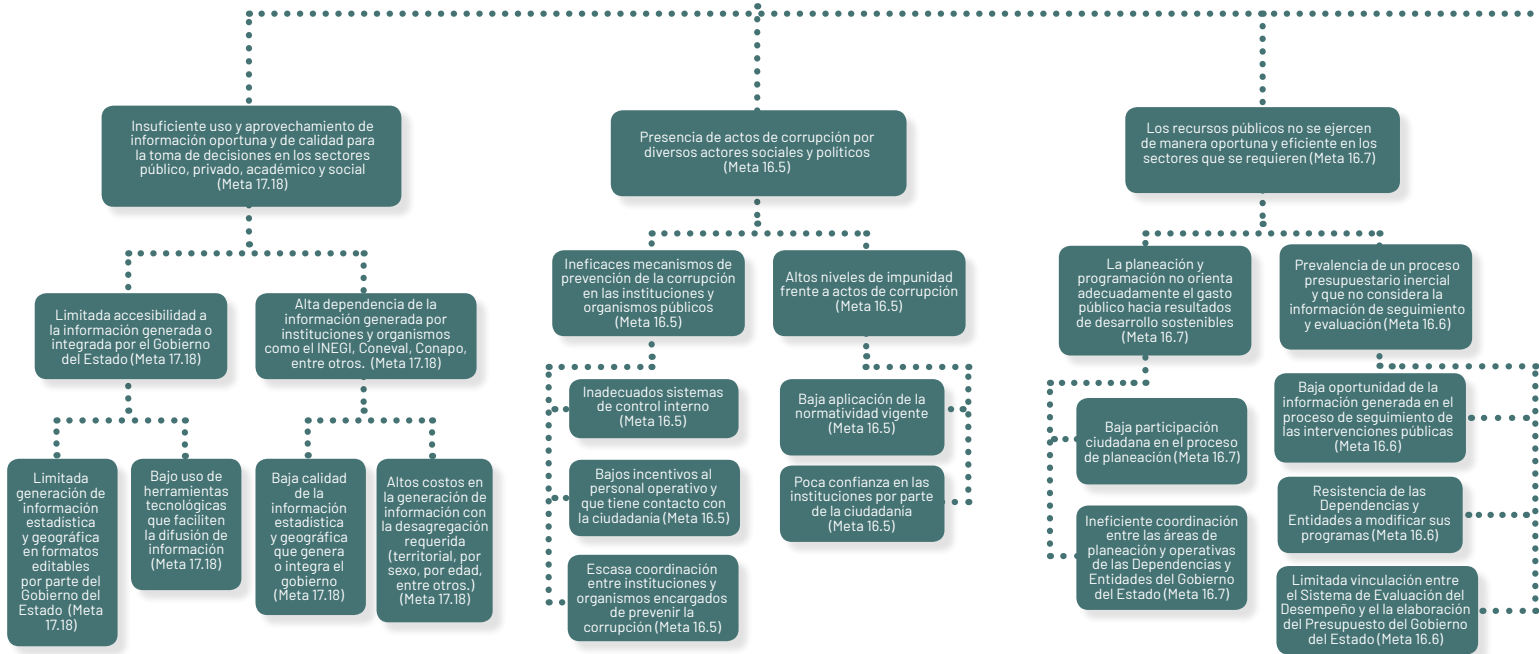 Insuficiente uso y aprovechamiento de
información oportuna y de calidad para
la toma de decisiones en los sectores
público, privado, académico y social
(Meta 17.18)
Limitada accesibilidad a
la información generada o
integrada por el Gobierno
del Estado (Meta 17.18)
Limitada
generación de
información
estadística
y geográfica
en formatos
editables
por parte del
Gobierno del
Estado (Meta
17.18)
Bajo uso de
herramientas
tecnológicas
que faciliten
la difusión de
información
(Meta 17.18)
Alta dependencia de la
información generada por
instituciones y organismos
como el INEGI, Coneval, Conapo,
entre otros. (Meta 17.18)
Baja calidad
de la
información
estadística
y geográfica
que genera
o integra el
gobierno
(Meta 17.18)
Altos costos en
la generación de
información con
la desagregación
requerida
(territorial, por
sexo, por edad,
entre otros.)
(Meta 17.18)
Presencia de actos de corrupción por
diversos actores sociales y políticos
(Meta 16.5)
Ineficaces mecanismos de
prevención de la corrupción
en las instituciones y
organismos públicos
(Meta 16.5)
Inadecuados sistemas
de control interno
(Meta 16.5)
Bajos incentivos al
personal operativo y
que tiene contacto con
la ciudadanía (Meta 16.5)
Escasa coordinación
entre instituciones y
organismos encargados
de prevenir la
corrupción (Meta 16.5)
Altos niveles de impunidad
frente a actos de corrupción
(Meta 16.5)
Baja aplicación de
la normatividad vigente
(Meta 16.5)
Poca confianza en las
instituciones por parte
de la ciudadanía
(Meta 16.5)
Los recursos públicos no se ejercen
de manera oportuna y eficiente en los
sectores que se requieren (Meta 16.7)
La planeación y
programación no orienta
adecuadamente el gasto
público hacia resultados
de desarrollo sostenibles
(Meta 16.7)
Baja participación
ciudadana en el proceso
de planeación (Meta 16.7)
Ineficiente coordinación
entre las áreas de
planeación y operativas
de las Dependencias y
Entidades del Gobierno
del Estado (Meta 16.7)
Prevalencia de un proceso
presupuestario inercial
y que no considera la
información de seguimiento
y evaluación (Meta 16.6)
Baja oportunidad de la
información generada en el
proceso de seguimiento de
las intervenciones públicas
(Meta 16.6)
Resistencia de las
Dependencias y
Entidades a modificar sus
programas (Meta 16.6)
Limitada vinculación entre
el Sistema de Evaluación del
Desempeño y el la elaboración
del Presupuesto del Gobierno
del Estado (Meta 16.6)